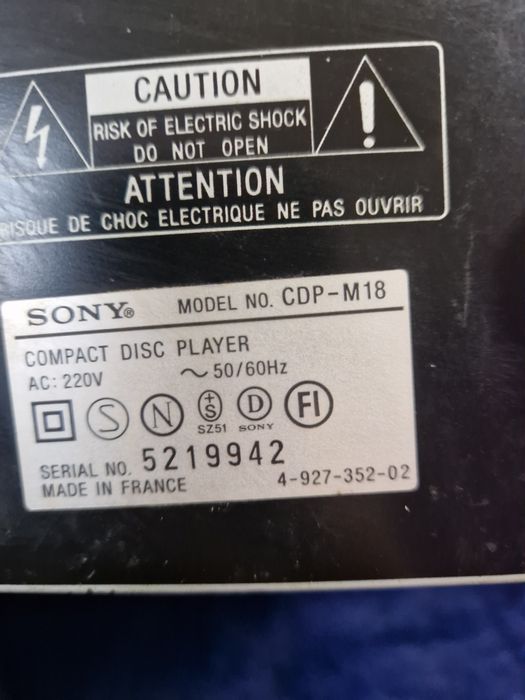 CAUTION
RISK OF ELECTRIC SHOCK
DO NOT OPEN
ATTENTION
RISQUE DE CHOC ELECTRIQUE NE PAS OUVRIR
SONY® MODEL NO. CDP-M18
COMPACT DISC PLAYER
AC: 220V ~ 50/60Hz
S N +S D FI
SZ51 SONY
SERIAL NO. 5219942
MADE IN FRANCE 4-927-352-02